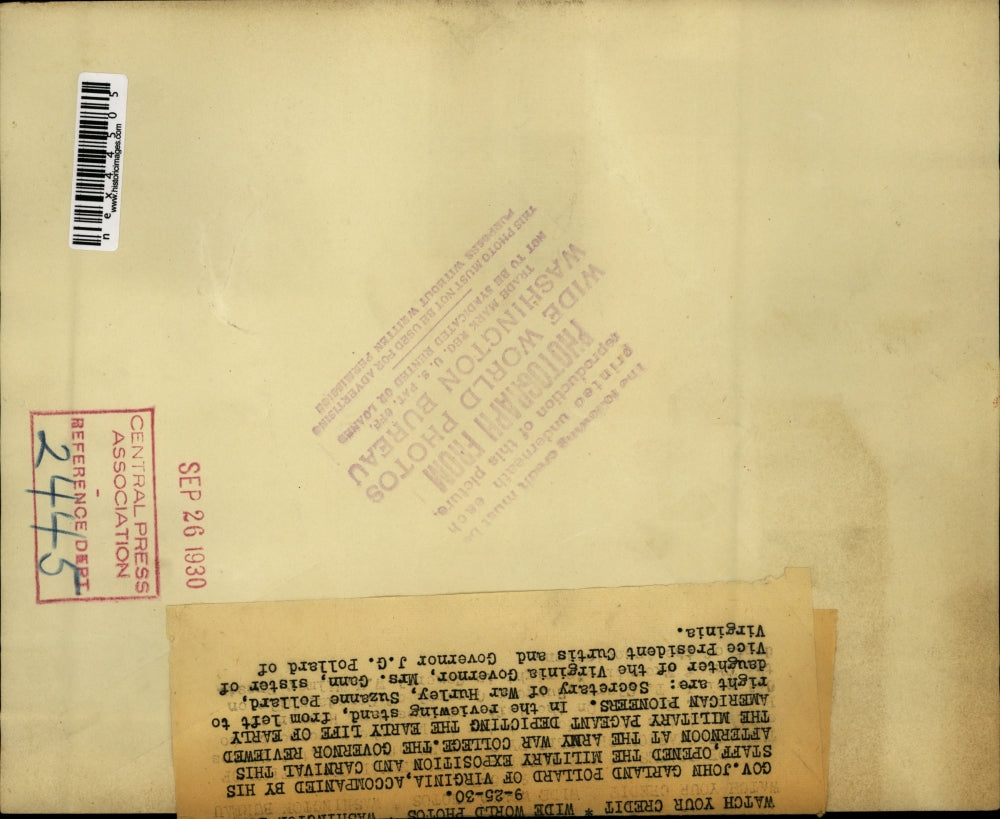 WATCH YOUR CREDIT * WIDE WORLD PHOTOS
9-25-30.
GOV.JOHN GARLAND POLLARD OF VIRGINIA,ACCOMPANIED BY HIS
STAFF,OPENED THE MILITARY EXPOSITION AND CARNIVAL THIS
AFTERNOON AT THE ARMY WAR COLLEGE.THE GOVERNOR REVIEWED
THE MILITARY PAGEANT DEPICTING THE EARLY LIFE OF EARLY
AMERICAN PIONEERS. In the reviewing stand, from left to
right are: Secretary of War Hurley, Suzanne Pollard,
daughter of the Virginia Governor, Mrs. Gann, sister of
Vice President Curtis and Governor J.G. Pollard of
Virginia.
CENTRAL PRESS
ASSOCIATION
-
REFERENCE DEPT
2445
SEP 26 1930
The following credit must be
printed underneath each
reproduction of this picture.
PHOTOGRAPH FROM
WIDE WORLD PHOTOS
WASHINGTON BUREAU
TRADE MARK REG. U. S. PAT. OFF.
NOT TO BE SYNDICATED RENTED OR LOANED
THIS PHOTO MUST NOT BE USED FOR ADVERTISING
PURPOSES WITHOUT WRITTEN PERMISSION
nex44505
www.historicimages.com